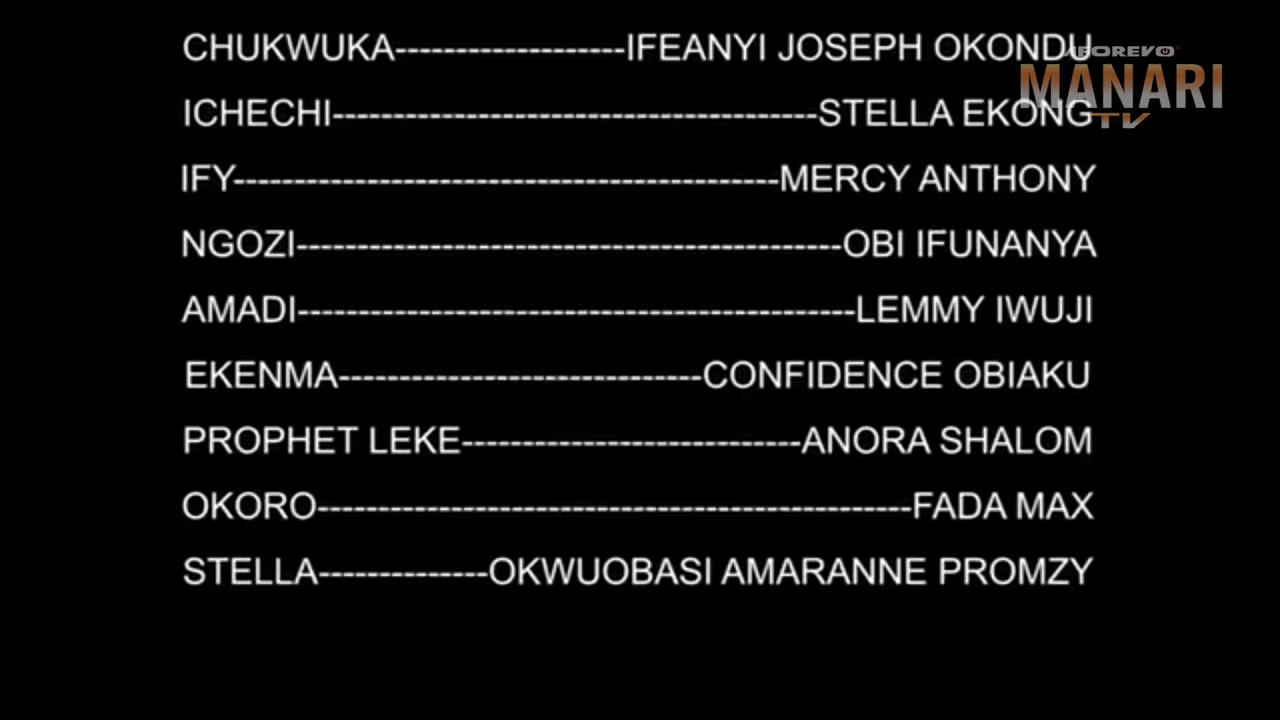 CHUKWUKA-------------------IFEANYI JOSEPH OKONDU
ICHECHI----------------------------------------STELLA EKONG
IFY---------------------------------------------MERCY ANTHONY
NGOZI---------------------------------------------OBI IFUNANYA
AMADI----------------------------------------------LEMMY IWUJI
EKENMA------------------------------CONFIDENCE OBIAKU
PROPHET LEKE----------------------------ANORA SHALOM
OKORO-------------------------------------------------FADA MAX
STELLA--------------OKWUOBASI AMARANNE PROMZY
AFOREVO
MANARI
TV